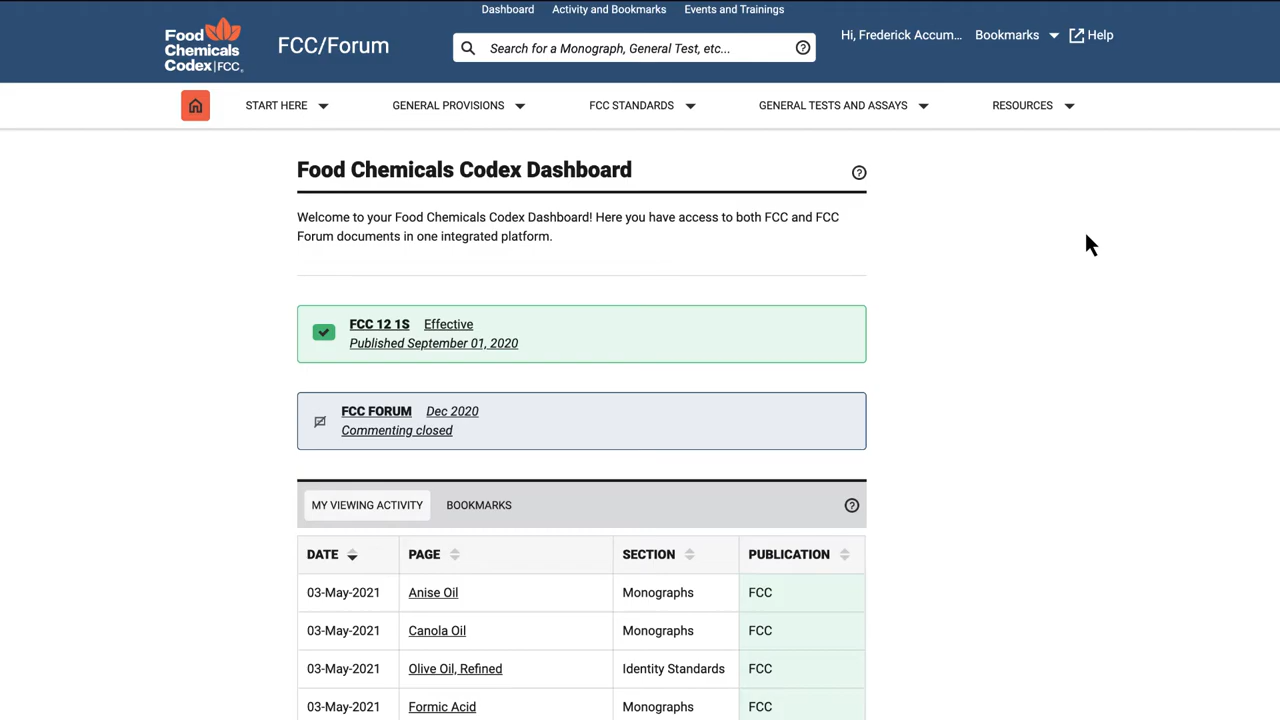 Dashboard Activity and Bookmarks Events and Trainings
Food
Chemicals
Codex|FCC®
FCC/Forum
Search for a Monograph, General Test, etc...
Hi, Frederick Accum... Bookmarks Help
START HERE GENERAL PROVISIONS FCC STANDARDS GENERAL TESTS AND ASSAYS RESOURCES
Food Chemicals Codex Dashboard
Welcome to your Food Chemicals Codex Dashboard! Here you have access to both FCC and FCC
Forum documents in one integrated platform.
FCC 12 1S Effective
Published September 01, 2020
FCC FORUM Dec 2020
Commenting closed
MY VIEWING ACTIVITY BOOKMARKS
DATE PAGE SECTION PUBLICATION
03-May-2021 Anise Oil Monographs FCC
03-May-2021 Canola Oil Monographs FCC
03-May-2021 Olive Oil, Refined Identity Standards FCC
03-May-2021 Formic Acid Monographs FCC